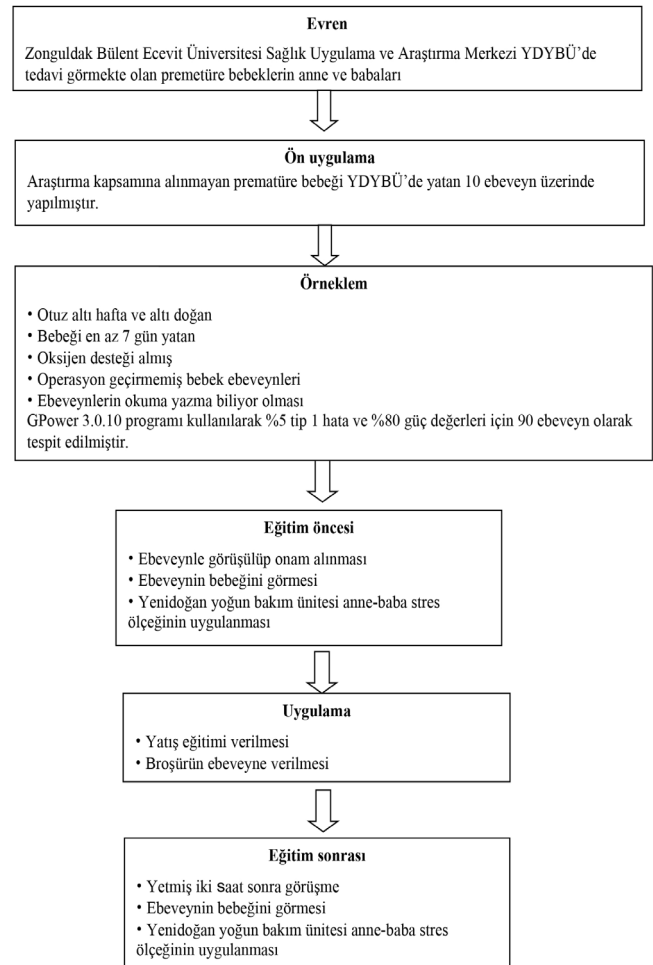 Evren
Zonguldak Bülent Ecevit Üniversitesi Sağlık Uygulama ve Araştırma Merkezi YDYBÜ’de
tedavi görmekte olan premetüre bebeklerin anne ve babaları
Ön uygulama
Araştırma kapsamına alınmayan prematüre bebeği YDYBÜ’de yatan 10 ebeveyn üzerinde
yapılmıştır.
Örneklem
• Otuz altı hafta ve altı doğan
• Bebeği en az 7 gün yatan
• Oksijen desteği almış
• Operasyon geçirmemiş bebek ebeveynleri
• Ebeveynlerin okuma yazma biliyor olması
GPower 3.0.10 programı kullanılarak %5 tip 1 hata ve %80 güç değerleri için 90 ebeveyn olarak
tespit edilmiştir.
Eğitim öncesi
• Ebeveynle görüşülüp onam alınması
• Ebeveynin bebeğini görmesi
• Yenidoğan yoğun bakım ünitesi anne-baba stres
ölçeğinin uygulanması
Uygulama
• Yatış eğitimi verilmesi
• Broşürün ebeveyne verilmesi
Eğitim sonrası
• Yetmiş iki saat sonra görüşme
• Ebeveynin bebeğini görmesi
• Yenidoğan yoğun bakım ünitesi anne-baba stres
ölçeğinin uygulanması